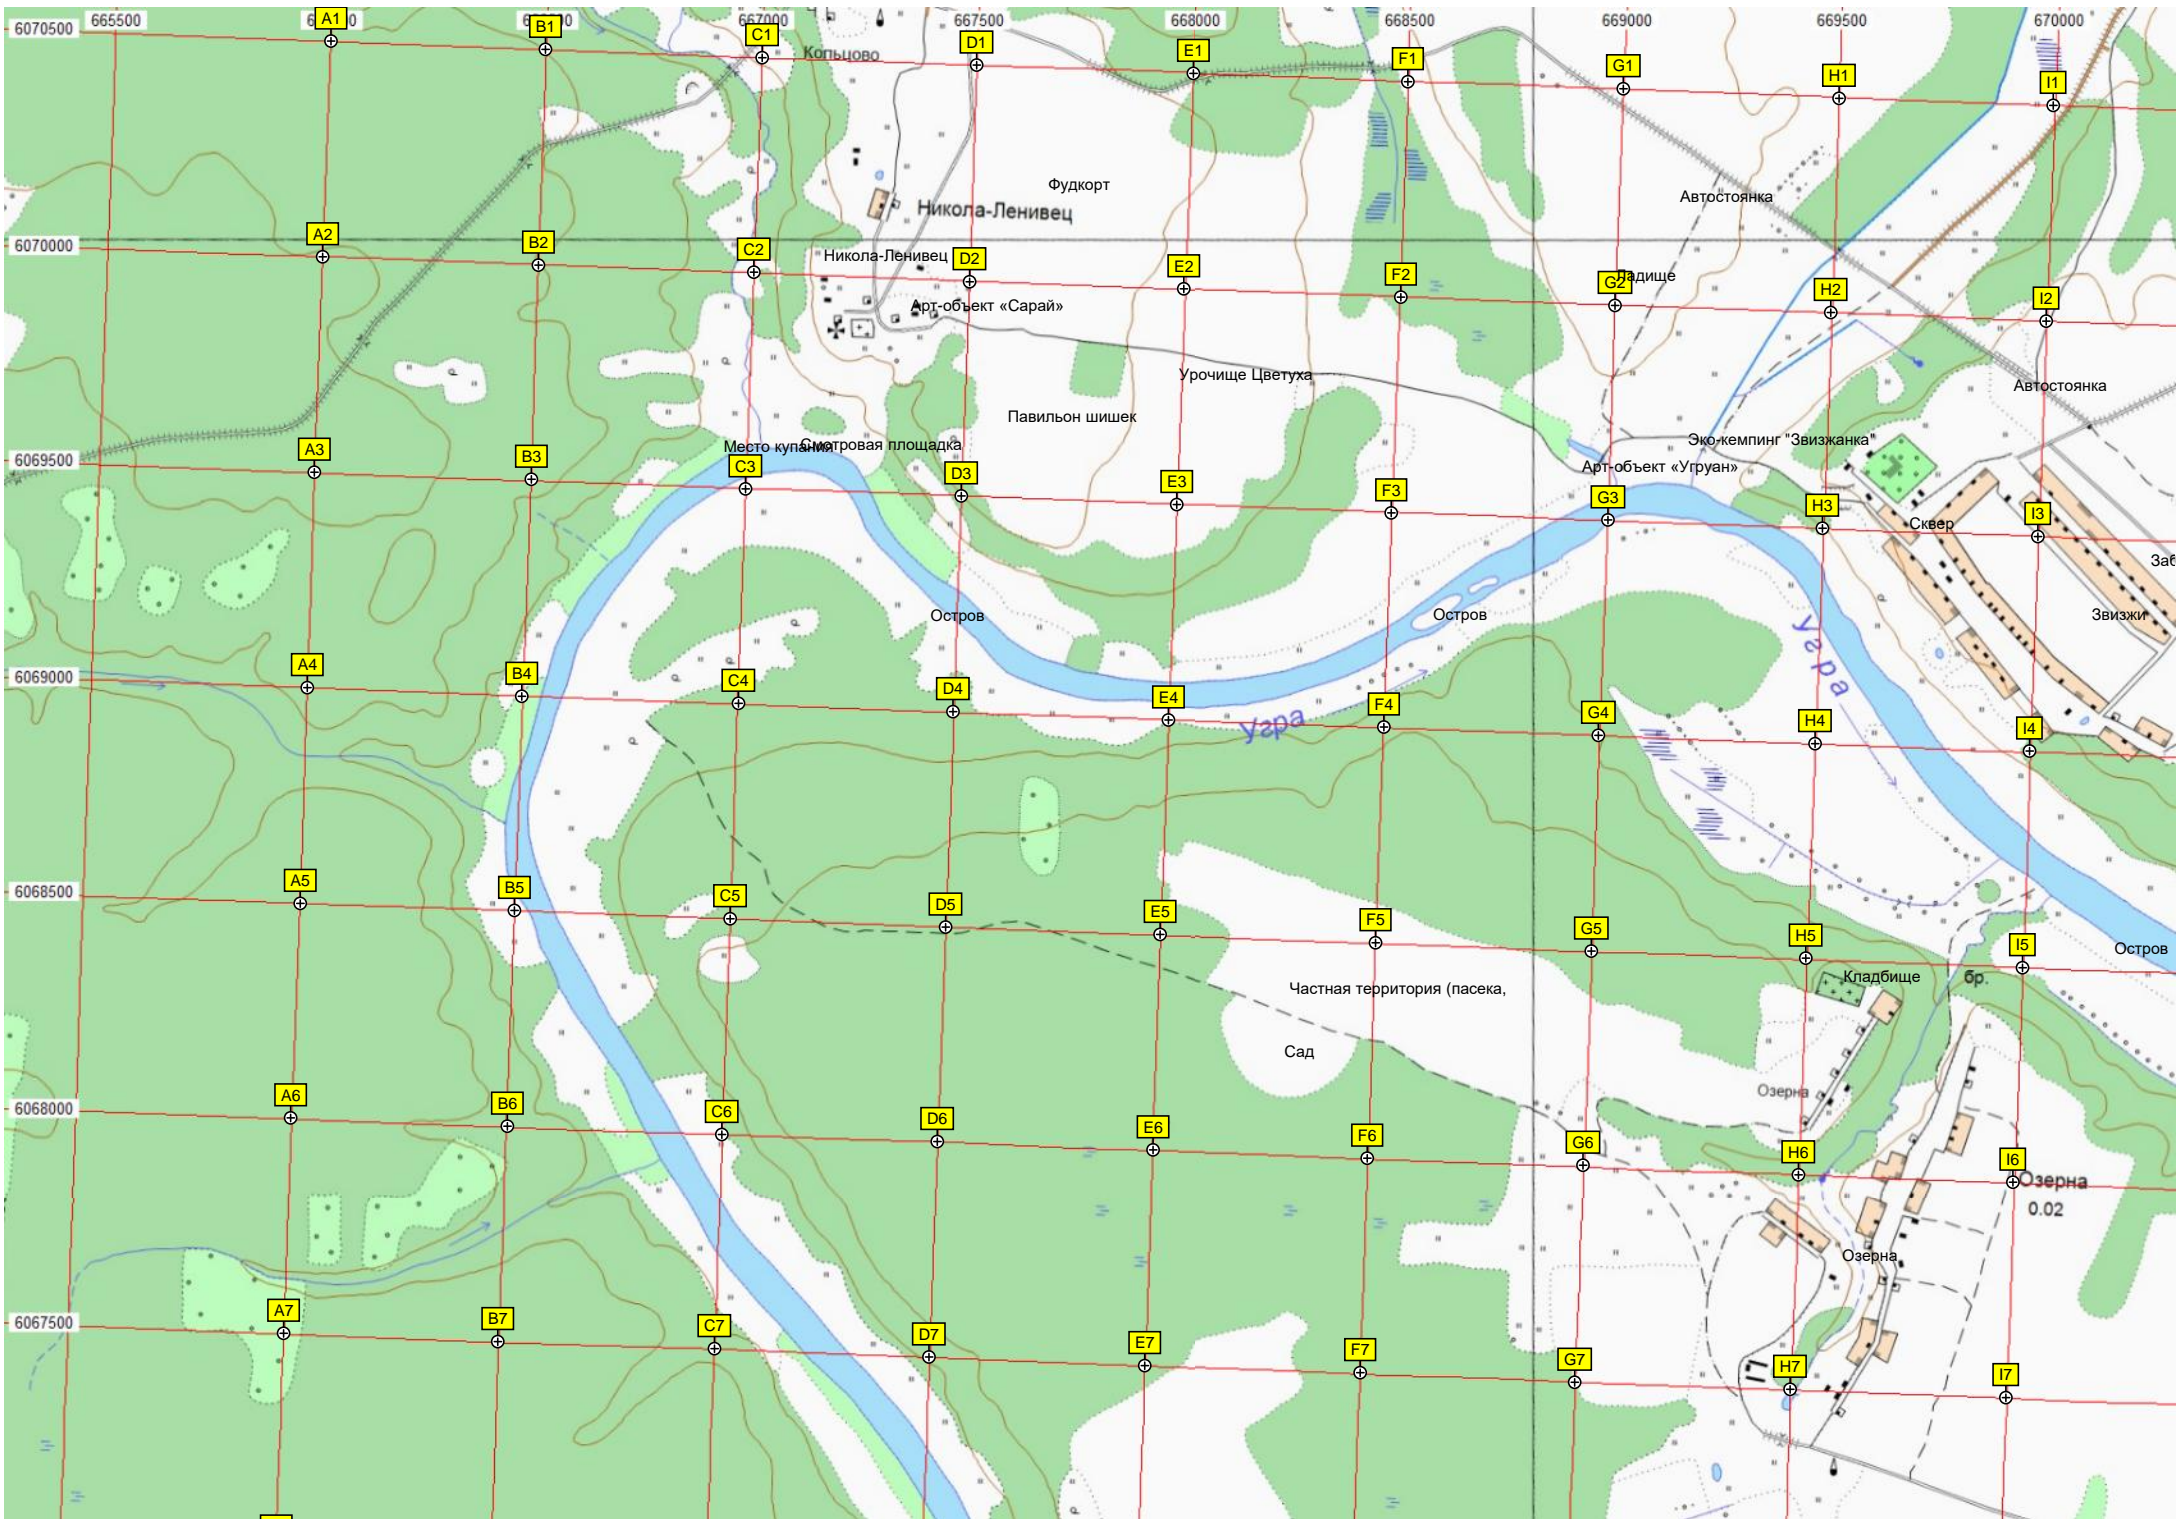 665500
667000
667500
668000
668500
669000
669500
670000
6070500
A1
B1
C1
D1
E1
F1
G1
H1
I1
Копьцово
Фудкорт
Никола-Ленивец
Автостоянка
6070000
A2
B2
C2
D2
E2
F2
G2
H2
I2
Никола-Ленивец
Ладище
Арт-объект «Сарай»
Урочище Цветуха
Автостоянка
Павильон шишек
Место купания
Смотровая площадка
Эко-кемпинг "Звизжанка"
Арт-объект «Угруан»
6069500
A3
B3
C3
D3
E3
F3
G3
H3
I3
Сквер
Заб
Остров
Остров
Звизжи
Угра
6069000
A4
B4
C4
D4
E4
F4
G4
H4
I4
Угра
6068500
A5
B5
C5
D5
E5
F5
G5
H5
I5
Остров
Кладбище
бр.
Частная территория (пасека,
Сад
Озерна
6068000
A6
B6
C6
D6
E6
F6
G6
H6
I6
Озерна
0.02
Озерна
6067500
A7
B7
C7
D7
E7
F7
G7
H7
I7